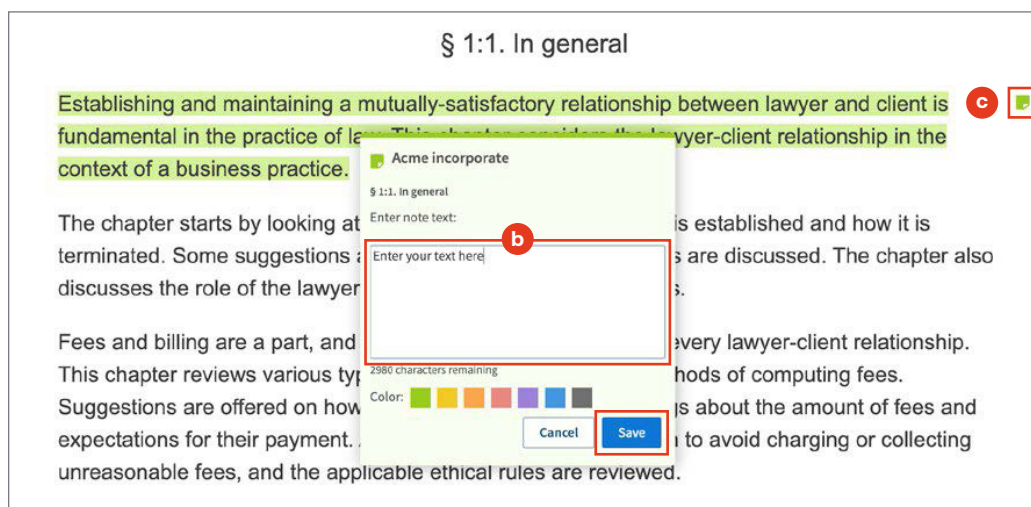 § 1:1. In general
Establishing and maintaining a mutually-satisfactory relationship between lawyer and client is
c
fundamental in the practice of wyer-client relationship in the
context of a business practice.
Acme incorporate
§ 1:1. In general
Enter note text:
b
Enter your text here
2980 characters remaining
Color:
Cancel Save
The chapter starts by looking at is established and how it is
terminated. Some suggestions are discussed. The chapter also
discusses the role of the lawyer
Fees and billing are a part, and every lawyer-client relationship.
This chapter reviews various hods of computing fees.
Suggestions are offered on how about the amount of fees and
expectations for their payment. to avoid charging or collecting
unreasonable fees, and the applicable ethical rules are reviewed.